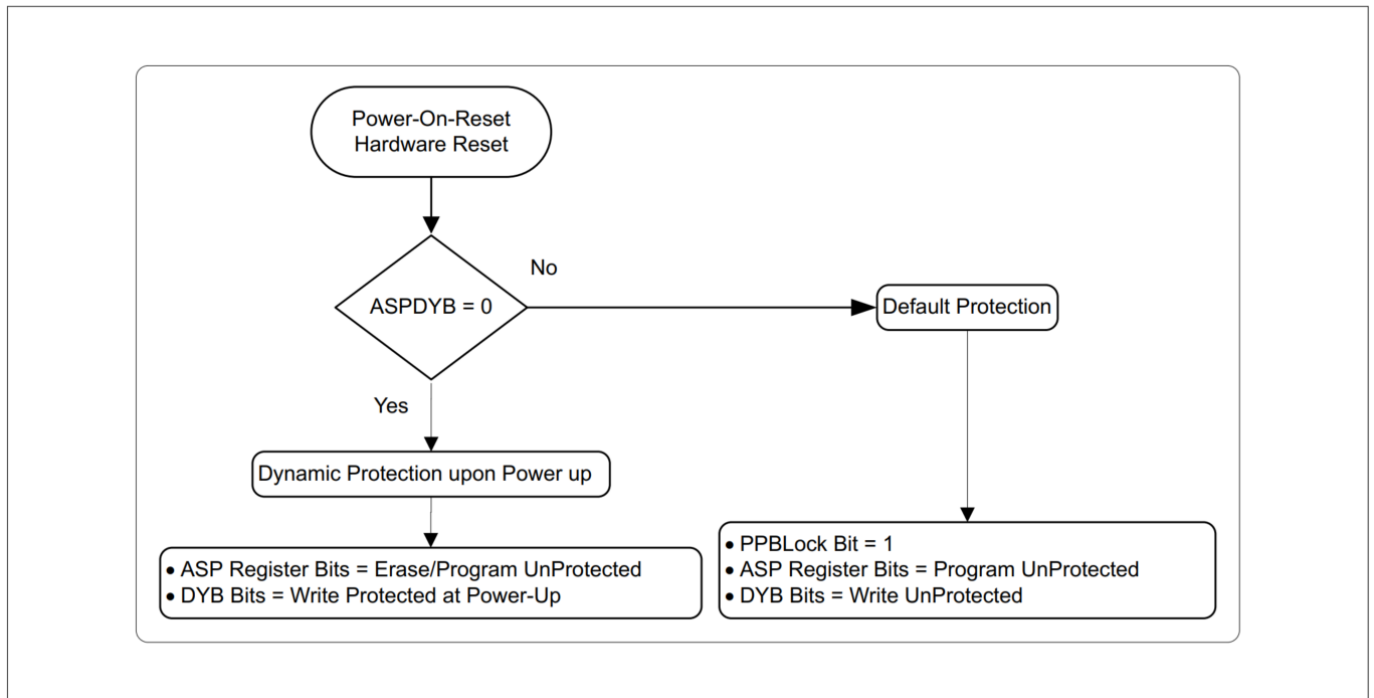 Power-On-Reset
Hardware Reset
No
ASPDYB = 0
Default Protection
Yes
Dynamic Protection upon Power up
• ASP Register Bits = Erase/Program UnProtected
• DYB Bits = Write Protected at Power-Up
• PPBLock Bit = 1
• ASP Register Bits = Program UnProtected
• DYB Bits = Write UnProtected